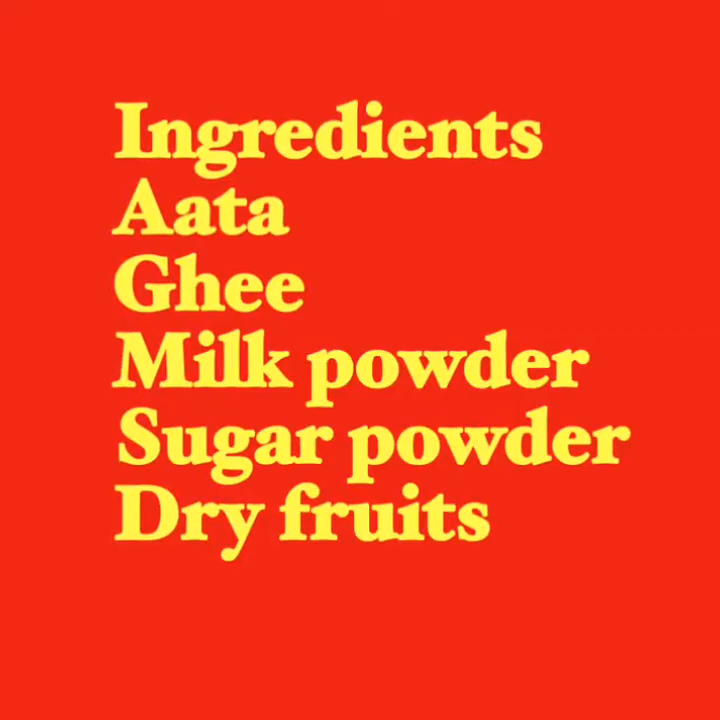 Ingredients
Aata
Ghee
Milk powder
Sugar powder
Dry fruits